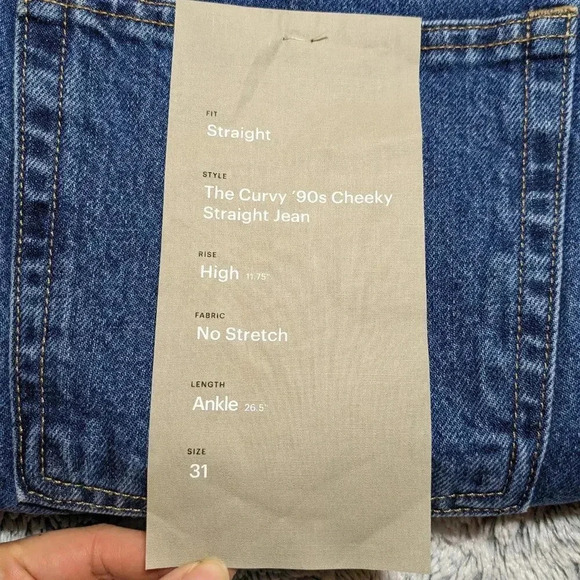 FIT
Straight
STYLE
The Curvy '90s Cheeky
Straight Jean
RISE
High 11.75"
FABRIC
No Stretch
LENGTH
Ankle 26.5"
SIZE
31